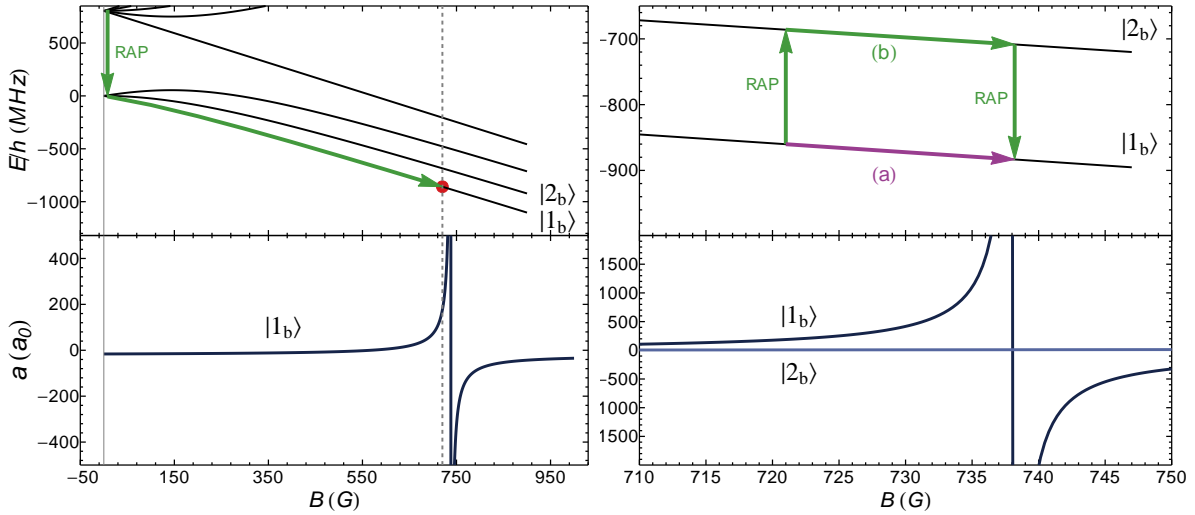 500
0
−500
−1000
E/h (MHz)
RAP
|2b⟩
|1b⟩
400
200
0
−200
−400
a (a0)
|1b⟩
−50
150
350
550
750
950
B (G)
−700
−800
−900
|2b⟩
(b)
RAP
RAP
|1b⟩
(a)
1500
1000
500
0
-500
1000
1500
|1b⟩
|2b⟩
710
715
720
725
730
735
740
745
750
B (G)